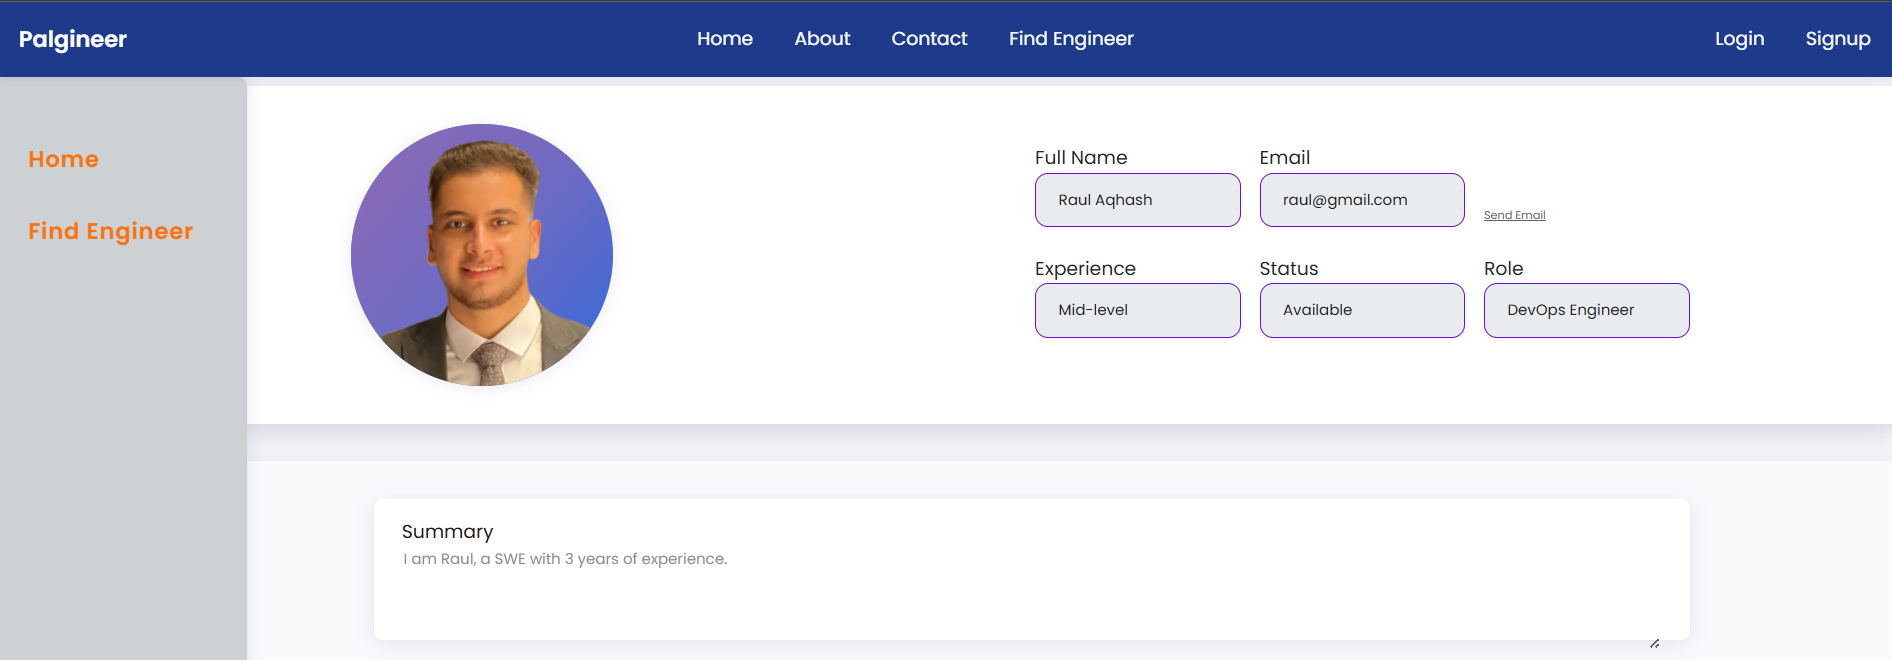 Palgineer
Home About Contact Find Engineer
Login Signup
Home
Find Engineer
Full Name Email
Raul Aqhash raul@gmail.com Send Email
Experience Status Role
Mid-level Available DevOps Engineer
Summary
I am Raul, a SWE with 3 years of experience.